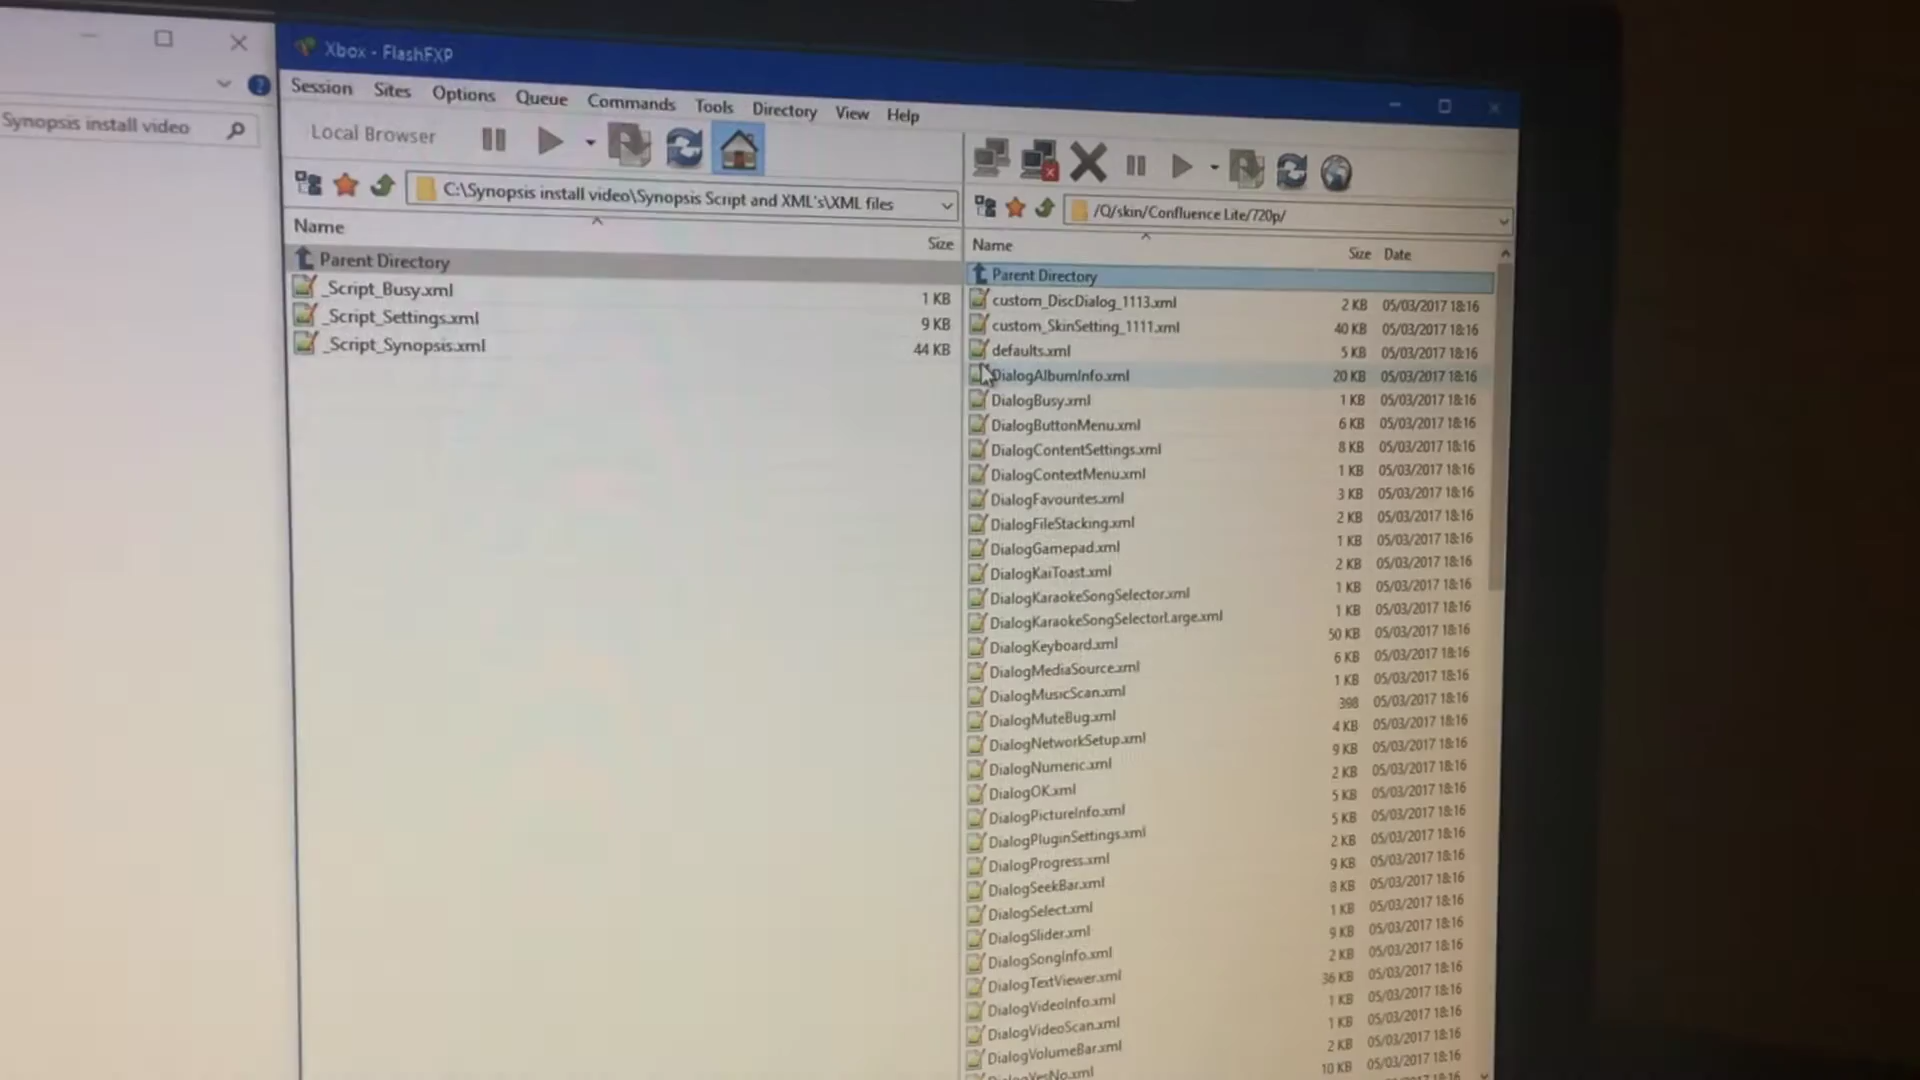 Synopsis install video
Xbox - FlashFXP
Session Sites Options Queue Commands Tools Directory View Help
Local Browser
C:\Synopsis install video\Synopsis Script and XML's\XML files
Name Size
Parent Directory
_Script_Busy.xml 1 KB
_Script_Settings.xml 9 KB
_Script_Synopsis.xml 44 KB
/Q/skin/Confluence Lite/720p/
Name Size Date
Parent Directory
custom_DiscDialog_1113.xml 2 KB 05/03/2017 18:16
custom_SkinSetting_1111.xml 40 KB 05/03/2017 18:16
defaults.xml 5 KB 05/03/2017 18:16
DialogAlbumInfo.xml 20 KB 05/03/2017 18:16
DialogBusy.xml 1 KB 05/03/2017 18:16
DialogButtonMenu.xml 6 KB 05/03/2017 18:16
DialogContentSettings.xml 8 KB 05/03/2017 18:16
DialogContextMenu.xml 1 KB 05/03/2017 18:16
DialogFavourites.xml 3 KB 05/03/2017 18:16
DialogFileStacking.xml 2 KB 05/03/2017 18:16
DialogGamepad.xml 1 KB 05/03/2017 18:16
DialogKaiToast.xml 2 KB 05/03/2017 18:16
DialogKaraokeSongSelector.xml 1 KB 05/03/2017 18:16
DialogKaraokeSongSelectorLarge.xml 1 KB 05/03/2017 18:16
DialogKeyboard.xml 50 KB 05/03/2017 18:16
DialogMediaSource.xml 6 KB 05/03/2017 18:16
DialogMusicScan.xml 1 KB 05/03/2017 18:16
DialogMuteBug.xml 398 05/03/2017 18:16
DialogNetworkSetup.xml 4 KB 05/03/2017 18:16
DialogNumeric.xml 9 KB 05/03/2017 18:16
DialogOK.xml 2 KB 05/03/2017 18:16
DialogPictureInfo.xml 5 KB 05/03/2017 18:16
DialogPluginSettings.xml 5 KB 05/03/2017 18:16
DialogProgress.xml 2 KB 05/03/2017 18:16
DialogSeekBar.xml 9 KB 05/03/2017 18:16
DialogSelect.xml 8 KB 05/03/2017 18:16
DialogSlider.xml 1 KB 05/03/2017 18:16
DialogSongInfo.xml 9 KB 05/03/2017 18:16
DialogTextViewer.xml 2 KB 05/03/2017 18:16
DialogVideoInfo.xml 36 KB 05/03/2017 18:16
DialogVideoScan.xml 1 KB 05/03/2017 18:16
DialogVolumeBar.xml 1 KB 05/03/2017 18:16
DialogYesNo.xml 2 KB 05/03/2017 18:16
10 KB 05/03/2017 18:16